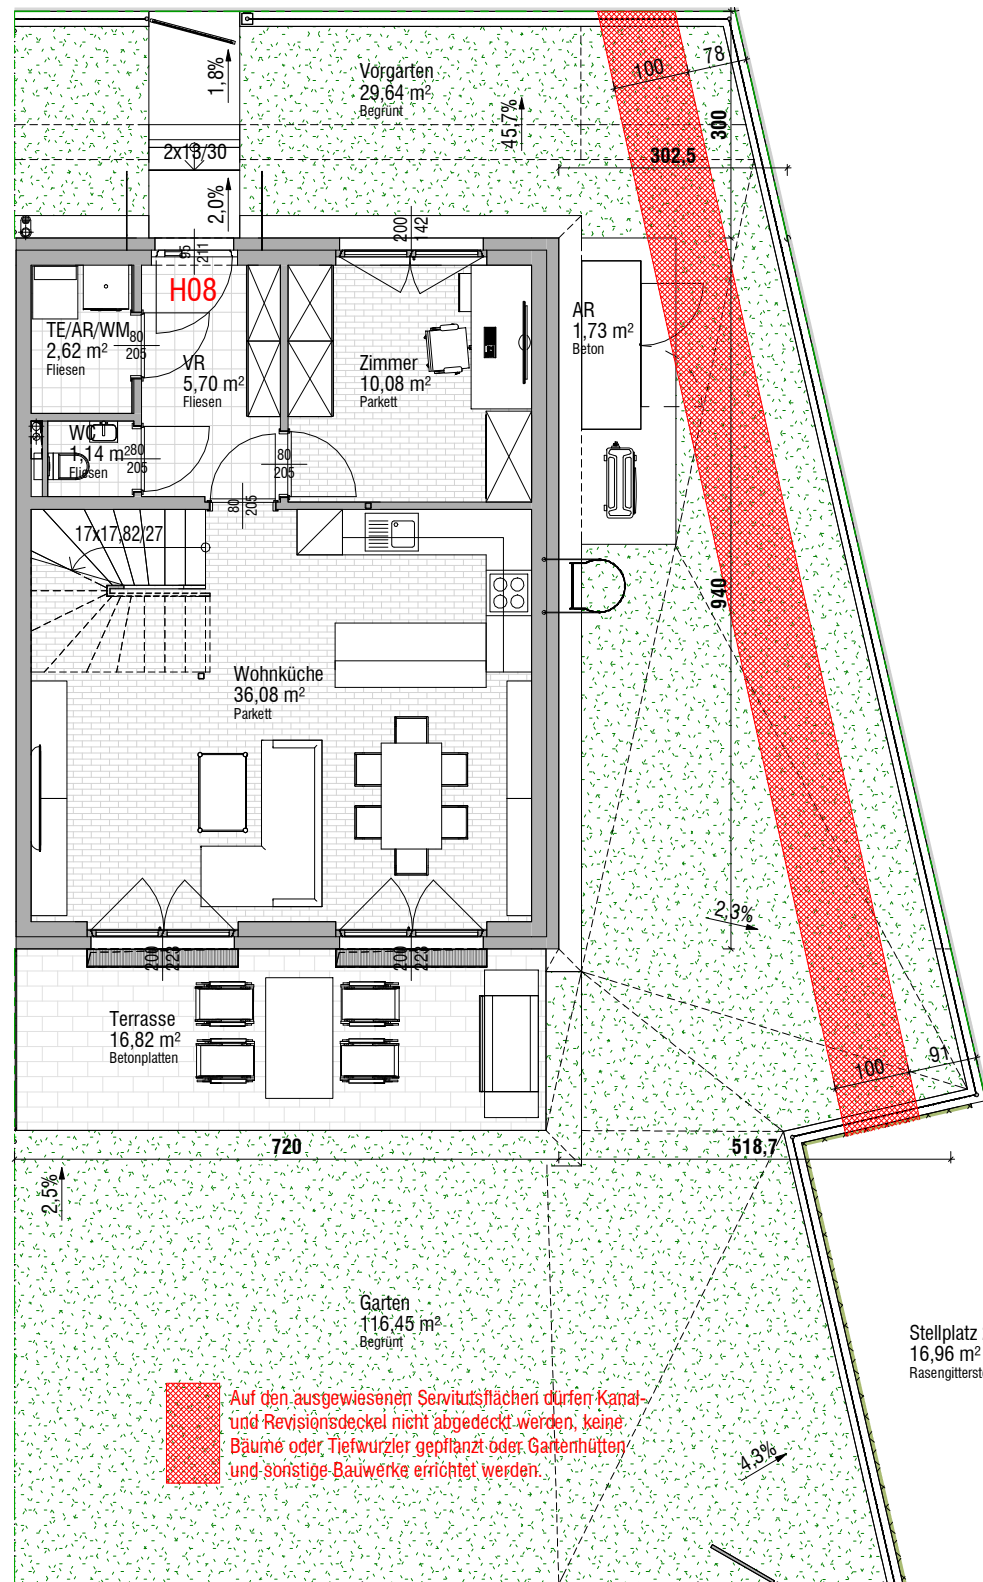 100
78
1,8%
Vorgarten
29,64 m²
Begrünt
45,7%
300
2x13/30
302,5
2,0%
200
142
95
211
H08
TE/AR/WM
2,62 m²
Fliesen
80
205
VR
5,70 m²
Fliesen
Zimmer
10,08 m²
Parkett
AR
1,73 m²
Beton
WC
1,14 m²
Fliesen
80
205
80
205
80
205
17x17,82/27
940
Wohnküche
36,08 m²
Parkett
2,3%
200
223
200
223
Terrasse
16,82 m²
Betonplatten
100
91
720
518,7
2,5%
Garten
116,45 m²
Begrünt
Stellplatz
16,96 m²
Rasengitterste
Auf den ausgewiesenen Servitutsflächen dürfen Kanal-
und Revisionsdeckel nicht abgedeckt werden, keine
Bäume oder Tiefwurzler gepflanzt oder Gartenhütten
und sonstige Bauwerke errichtet werden.
4,3%